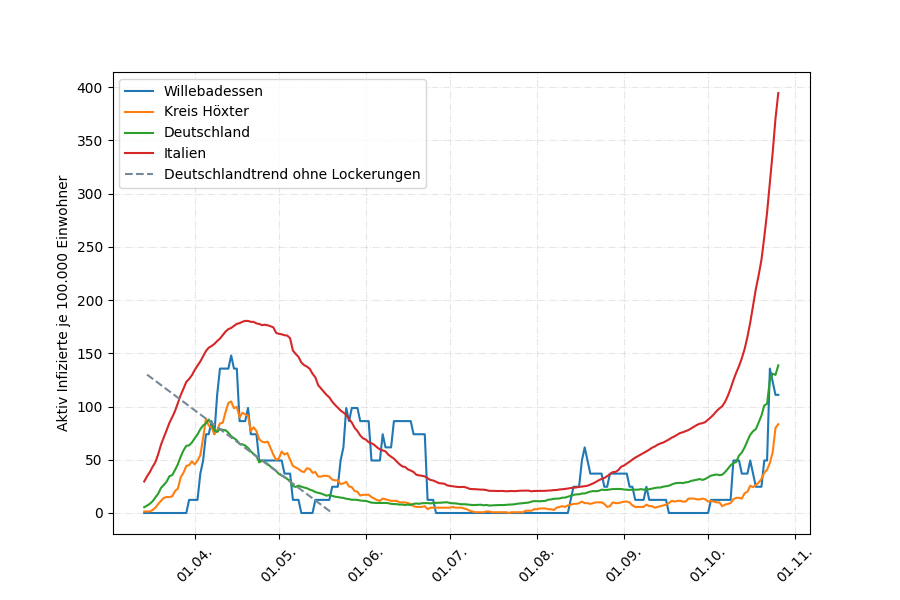 Willebadessen
Kreis Höxter
Deutschland
Italien
Deutschlandtrend ohne Lockerungen
Aktiv Infizierte je 100.000 Einwohner
400
350
300
250
200
150
100
50
0
01.04.
01.05.
01.06.
01.07.
01.08.
01.09.
01.10.
01.11.